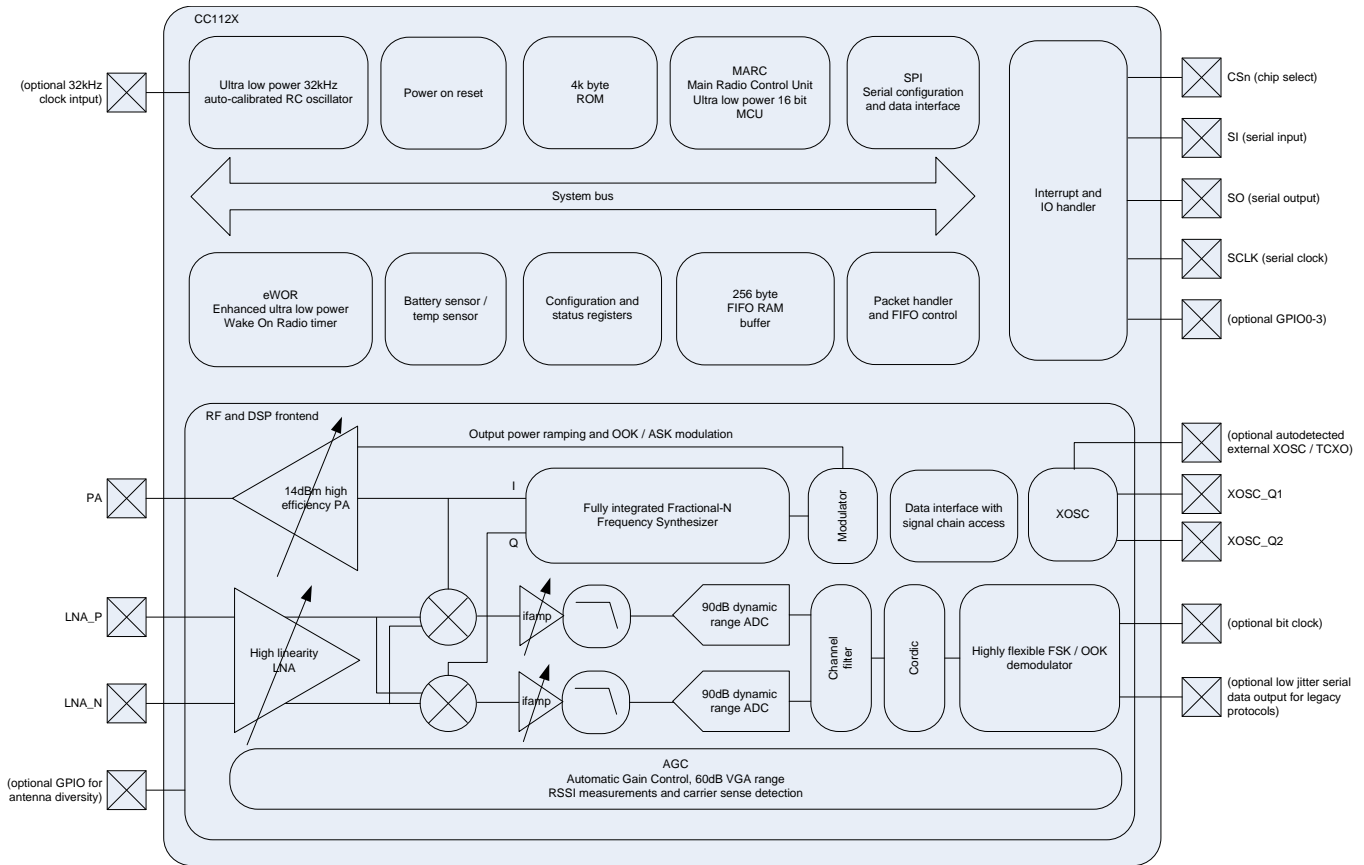 CC112X
(optional 32kHz
clock intput)
Ultra low power 32kHz
auto-calibrated RC oscillator
Power on reset
4k byte
ROM
MARC
Main Radio Control Unit
Ultra low power 16 bit
MCU
SPI
Serial configuration
and data interface
System bus
Interrupt and
IO handler
CSn (chip select)
SI (serial input)
SO (serial output)
SCLK (serial clock)
(optional GPIO0-3)
eWOR
Enhanced ultra low power
Wake On Radio timer
Battery sensor /
temp sensor
Configuration and
status registers
256 byte
FIFO RAM
buffer
Packet handler
and FIFO control
RF and DSP frontend
Output power ramping and OOK / ASK modulation
PA
14dBm high
efficiency PA
I
Q
Fully integrated Fractional-N
Frequency Synthesizer
Modulator
Data interface with
signal chain access
XOSC
(optional autodetected
external XOSC / TCXO)
XOSC_Q1
XOSC_Q2
LNA_P
LNA_N
High linearity
LNA
ifamp
ifamp
90dB dynamic
range ADC
90dB dynamic
range ADC
Channel
filter
Cordic
Highly flexible FSK / OOK
demodulator
(optional bit clock)
(optional low jitter serial
data output for legacy
protocols)
(optional GPIO for
antenna diversity)
AGC
Automatic Gain Control, 60dB VGA range
RSSI measurements and carrier sense detection